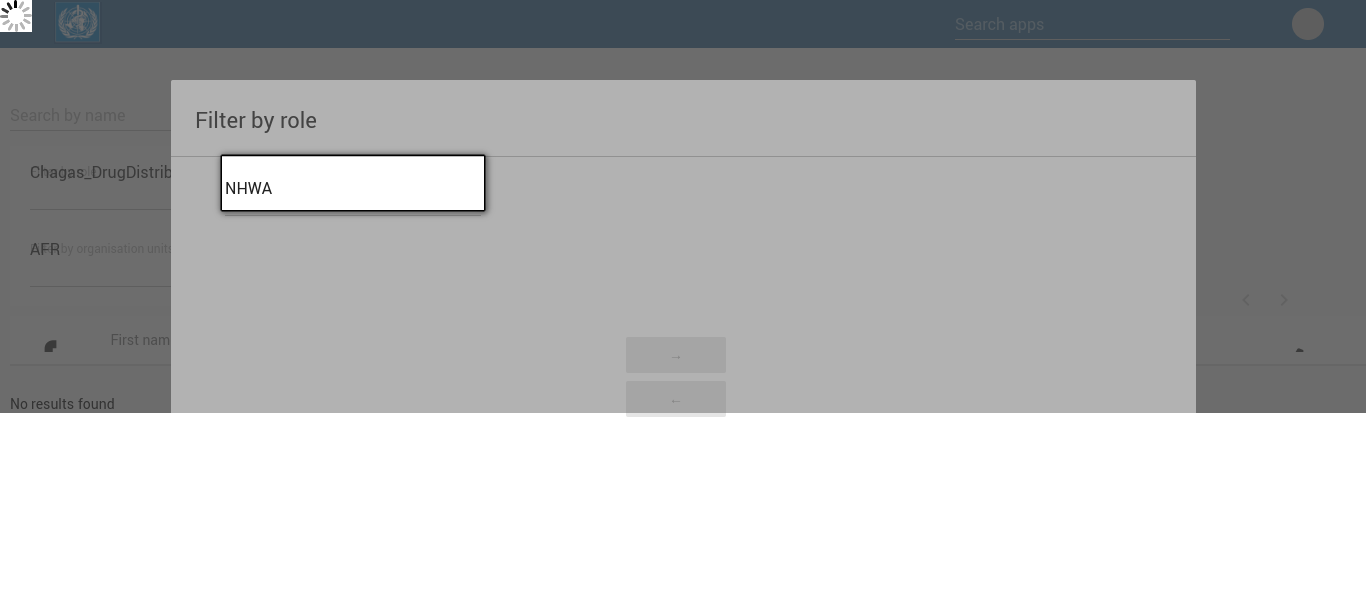 Search apps
Search by name
Filter by role
Chagas_DrugDistrib
NHWA
AFR
by organisation units
First nam
→
←
No results found